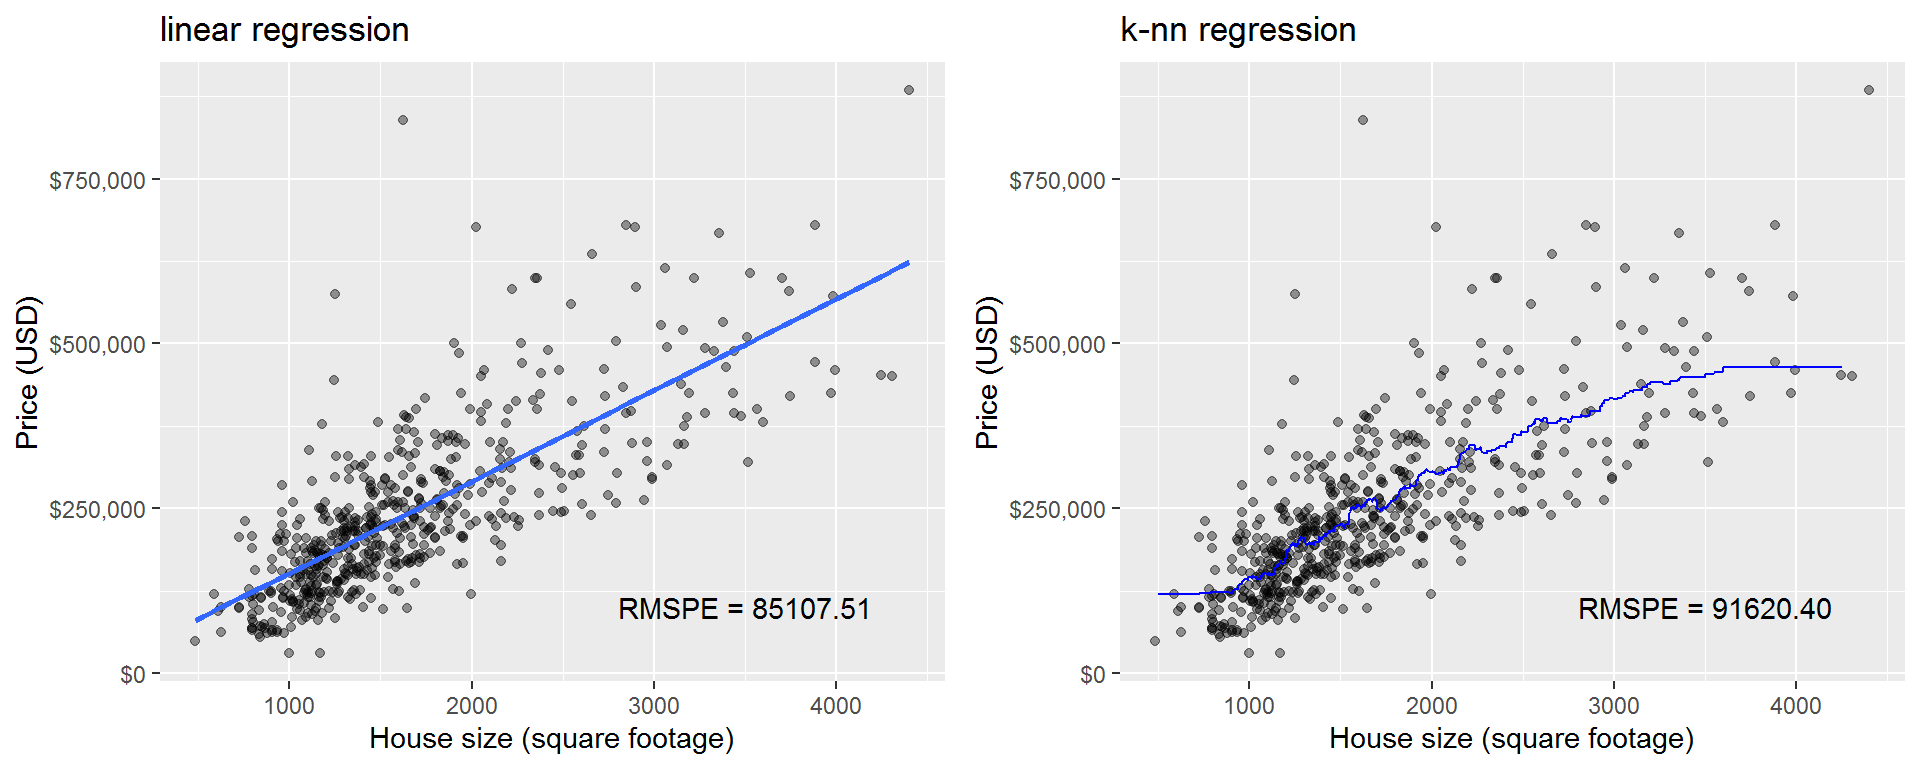 linear regression
Price (USD)
$750,000
$500,000
$250,000
$0
RMSPE = 85107.51
1000 2000 3000 4000
House size (square footage)
k-nn regression
Price (USD)
$750,000
$500,000
$250,000
$0
RMSPE = 91620.40
1000 2000 3000 4000
House size (square footage)